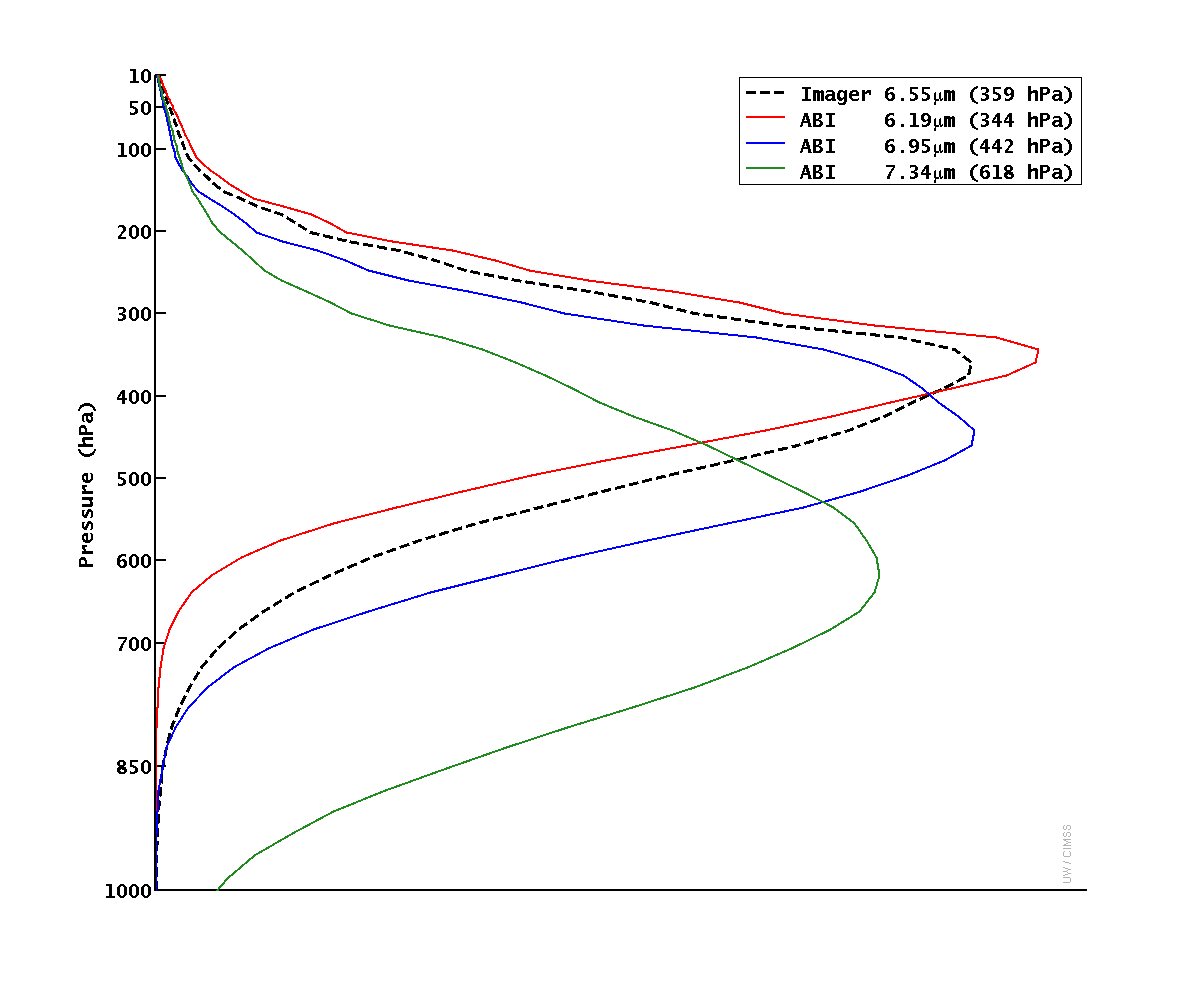 10
50
100
200
300
400
500
600
700
850
1000
Pressure (hPa)
Imager 6.55μm (359 hPa)
ABI 6.19μm (344 hPa)
ABI 6.95μm (442 hPa)
ABI 7.34μm (618 hPa)
UW / CIMSS